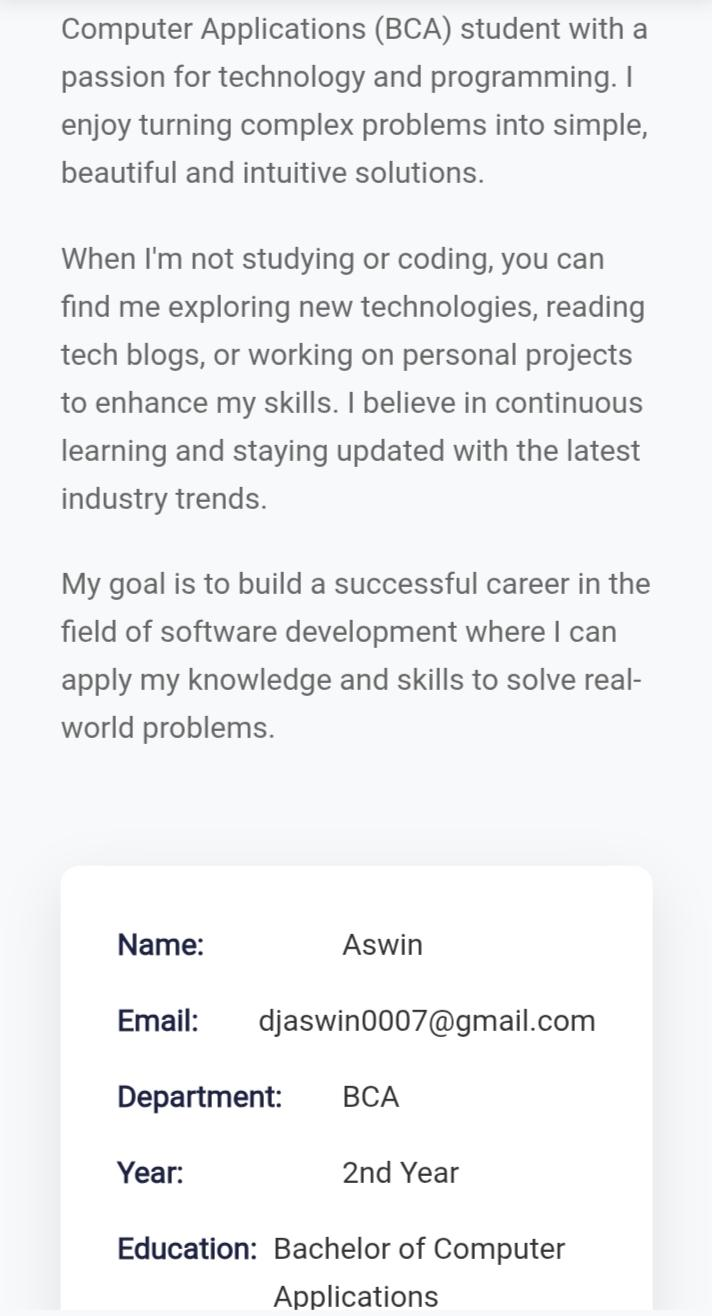 Computer Applications (BCA) student with a
passion for technology and programming. I
enjoy turning complex problems into simple,
beautiful and intuitive solutions.
When I'm not studying or coding, you can
find me exploring new technologies, reading
tech blogs, or working on personal projects
to enhance my skills. I believe in continuous
learning and staying updated with the latest
industry trends.
My goal is to build a successful career in the
field of software development where I can
apply my knowledge and skills to solve real-
world problems.
Name: Aswin
Email: djaswin0007@gmail.com
Department: BCA
Year: 2nd Year
Education: Bachelor of Computer
Applications